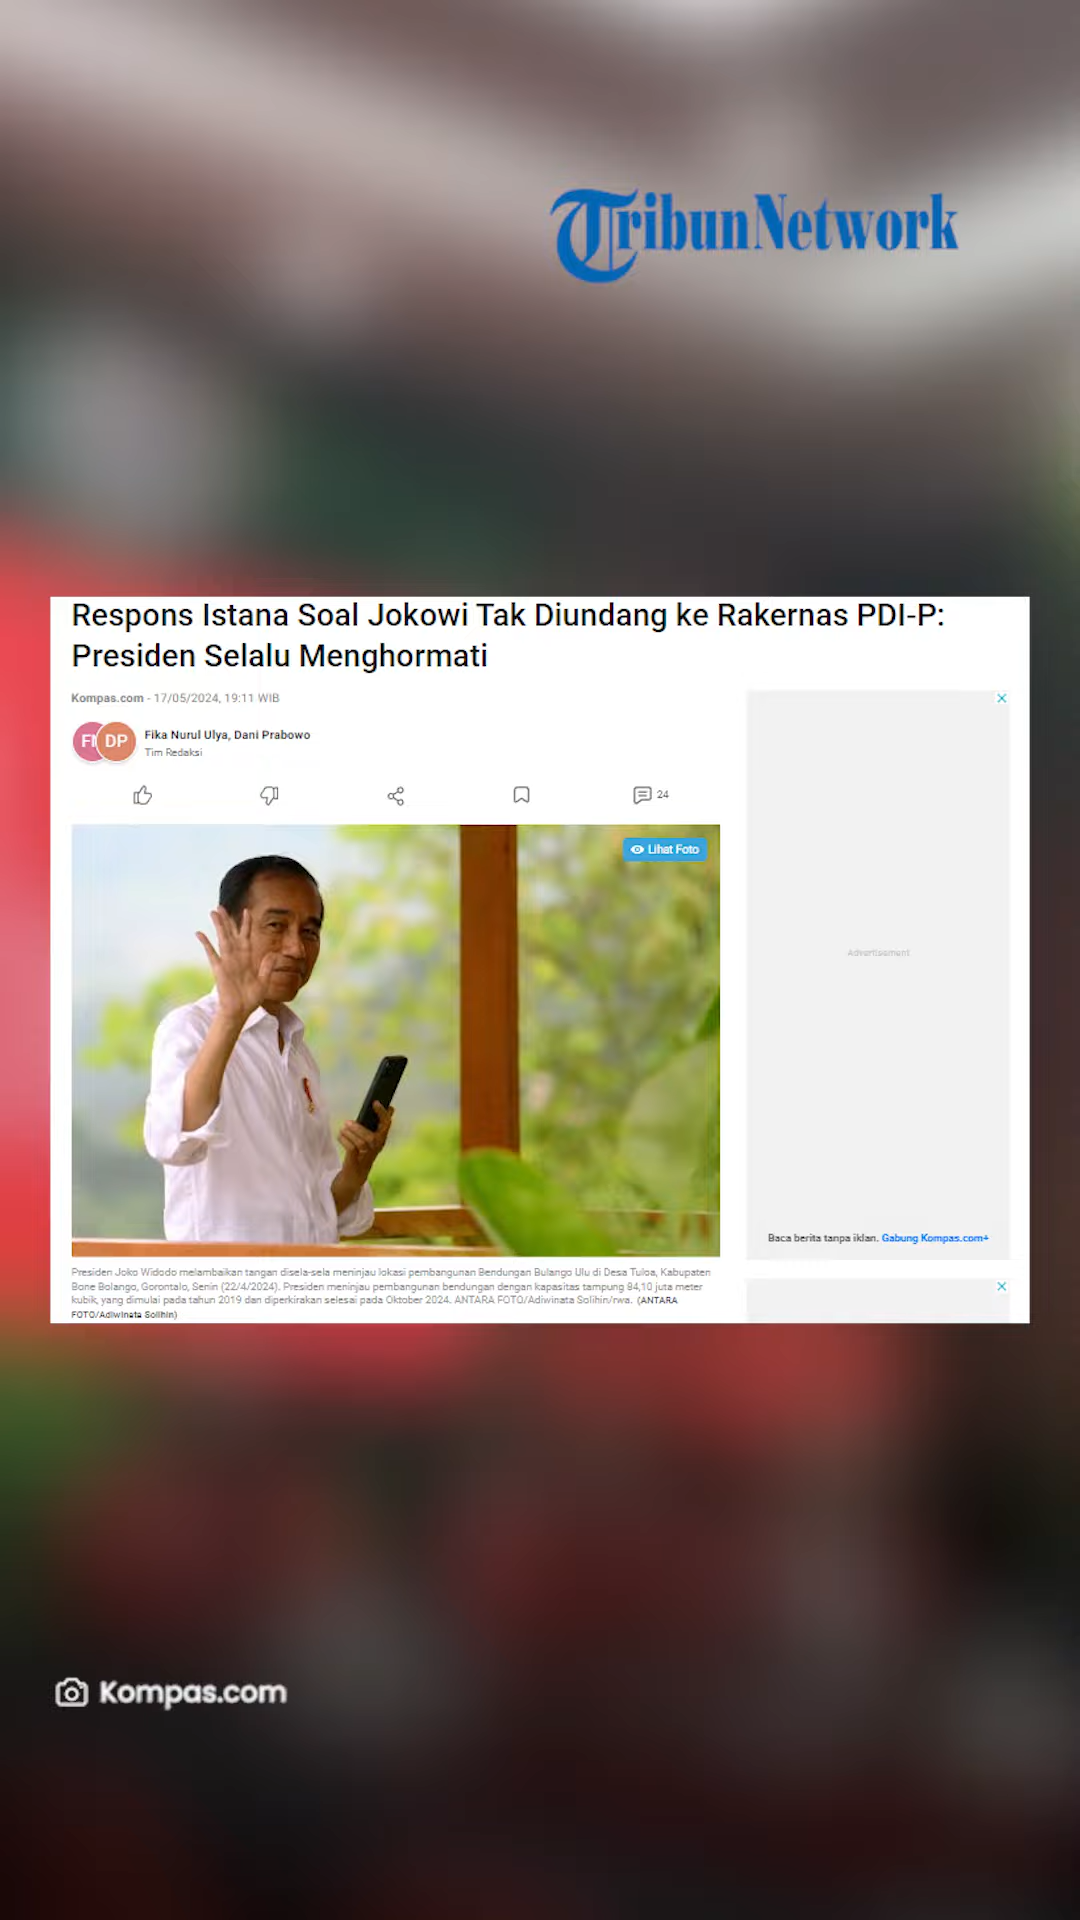 Tribun Network
Respons Istana Soal Jokowi Tak Diundang ke Rakernas PDI-P:
Presiden Selalu Menghormati
Kompas.com - 17/05/2024, 19:11 WIB
FN DP
Fika Nurul Ulya, Dani Prabowo
Tim Redaksi
24
Lihat Foto
Advertisement
Baca berita tanpa iklan. Gabung Kompas.com+
Presiden Joko Widodo melambaikan tangan disela-sela meninjau lokasi pembangunan Bendungan Bulango Ulu di Desa Tuloa, Kabupaten
Bone Bolango, Gorontalo, Senin (22/4/2024). Presiden meninjau pembangunan bendungan dengan kapasitas tampung 84,10 juta meter
kubik, yang dimulai pada tahun 2019 dan diperkirakan selesai pada Oktober 2024. ANTARA FOTO/Adiwinata Solihin/rwa. (ANTARA
FOTO/Adiwinata Solihin)
Kompas.com